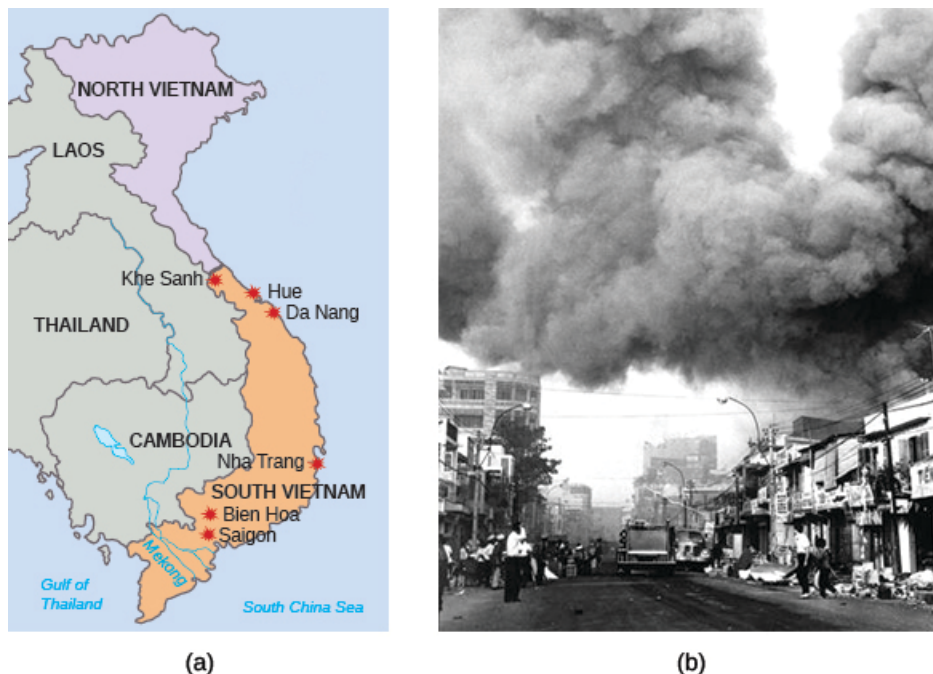 NORTH VIETNAM
LAOS
Khe Sanh
Hue
Da Nang
THAILAND
CAMBODIA
Nha Trang
SOUTH VIETNAM
Bien Hoa
Saigon
Mekong
Gulf of
Thailand
South China Sea
(a)
(b)